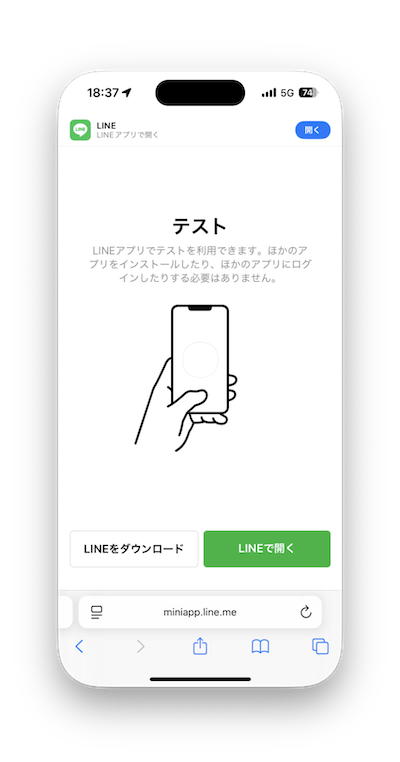 18:37
5G
74
LINE
LINEアプリで開く
開く
テスト
LINEアプリでテストを利用できます。ほかのア
プリをインストールしたり、ほかのアプリにログ
インしたりする必要はありません。
LINEをダウンロード
LINEで開く
miniapp.line.me